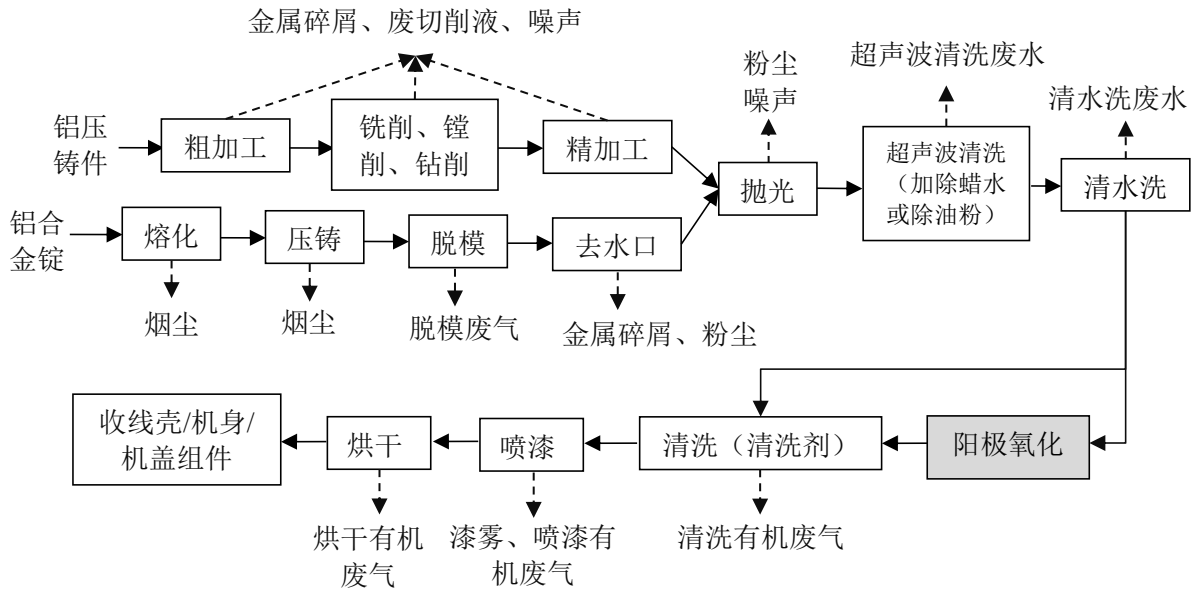 金属碎屑、废切削液、噪声
铝压
铸件
粗加工
铣削、镗
削、钻削
精加工
粉尘
噪声
抛光
超声波清洗废水
超声波清洗
（加除蜡水
或除油粉）
清水洗废水
清水洗
铝合
金锭
熔化
压铸
脱模
去水口
烟尘
烟尘
脱模废气
金属碎屑、粉尘
收线壳/机身/
机盖组件
烘干
喷漆
清洗（清洗剂）
阳极氧化
烘干有机
废气
漆雾、喷漆有
机废气
清洗有机废气